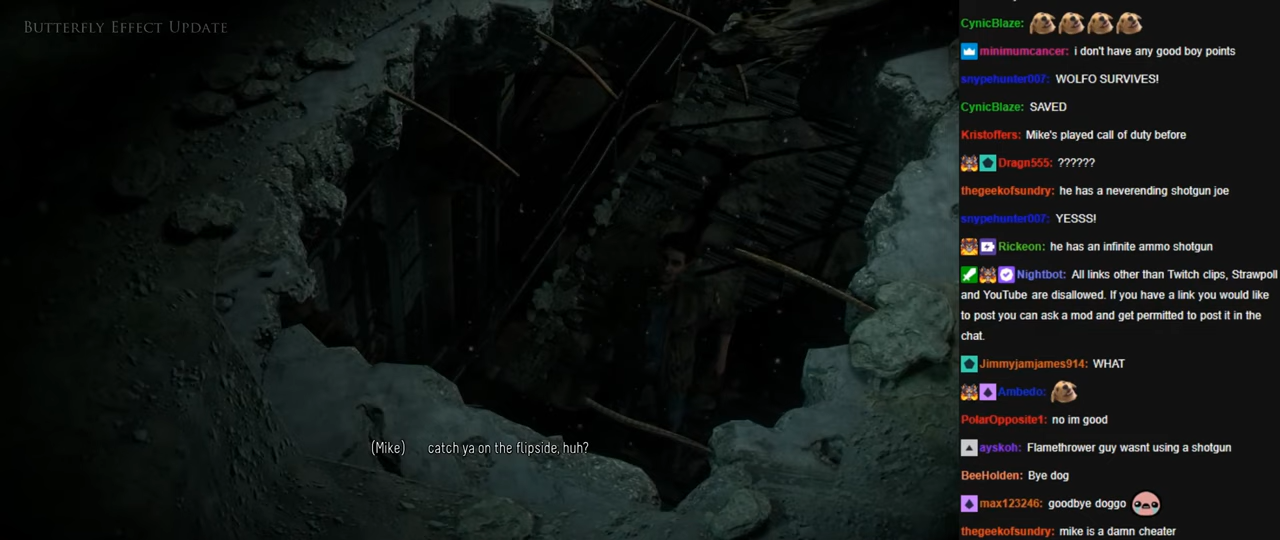 BUTTERFLY EFFECT UPDATE
(Mike) catch ya on the flipside, huh?
CynicBlaze:
minimumcancer: i don't have any good boy points
snypehunter007: WOLFO SURVIVES!
CynicBlaze: SAVED
Kristoffers: Mike's played call of duty before
Dragn555: ??????
thegeekofsundry: he has a neverending shotgun joe
snypehunter007: YESSS!
Rickeon: he has an infinite ammo shotgun
Nightbot: All links other than Twitch clips, Strawpoll
and YouTube are disallowed. If you have a link you would like
to post you can ask a mod and get permitted to post it in the
chat.
Jimmyjamjames914: WHAT
Ambedo:
PolarOpposite1: no im good
ayskoh: Flamethrower guy wasnt using a shotgun
BeeHolden: Bye dog
max123246: goodbye doggo
thegeekofsundry: mike is a damn cheater